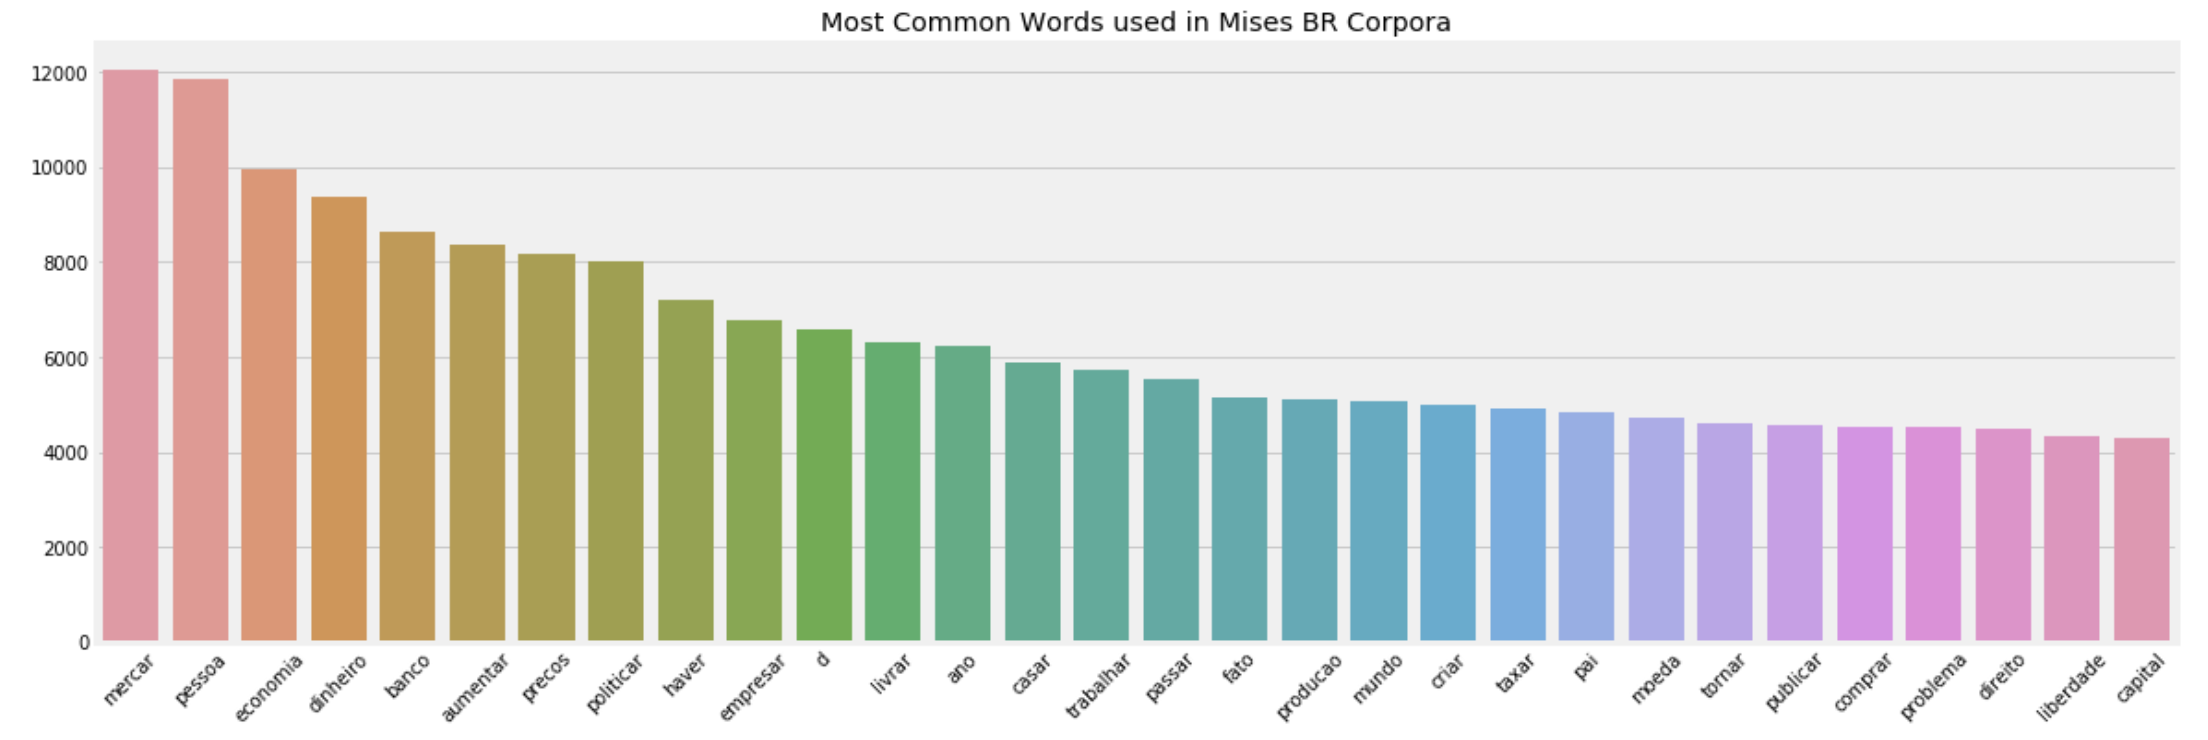 Most Common Words used in Mises BR Corpora
12000
10000
8000
6000
4000
2000
0
mercar
pessoa
economia
dinheiro
banco
aumentar
precos
politicar
haver
empresar
d
livrar
ano
casar
trabalhar
passar
fato
producao
mundo
criar
taxar
pai
moeda
tornar
publicar
comprar
problema
direito
liberdade
capital